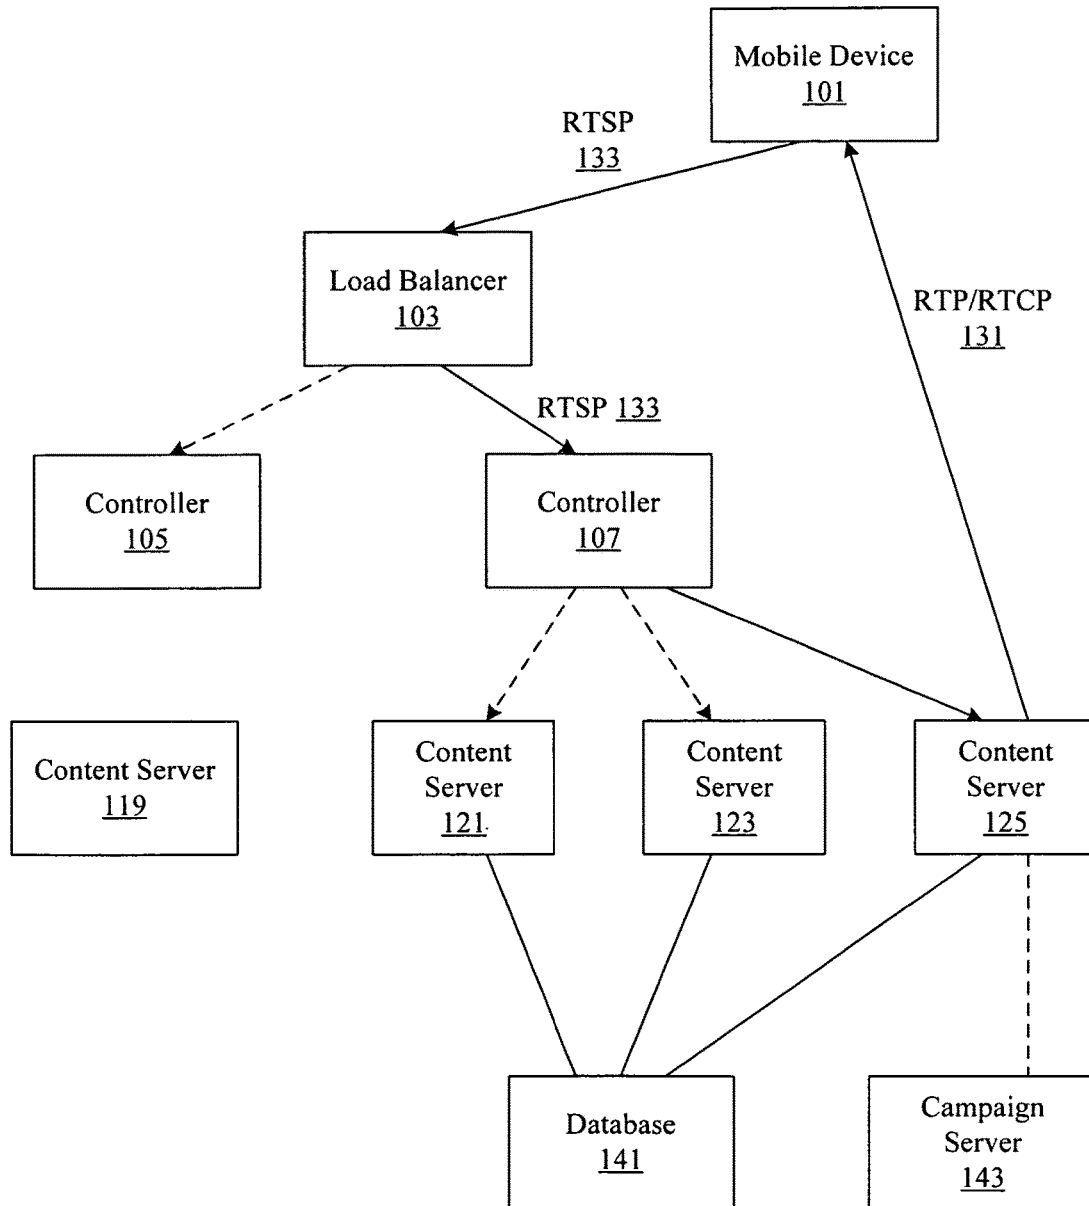 Mobile Device
101
RTSP
133
Load Balancer
103
RTP/RTCP
131
RTSP 133
Controller
105
Controller
107
Content Server
119
Content
Server
121
Content
Server
123
Content
Server
125
Database
141
Campaign
Server
143